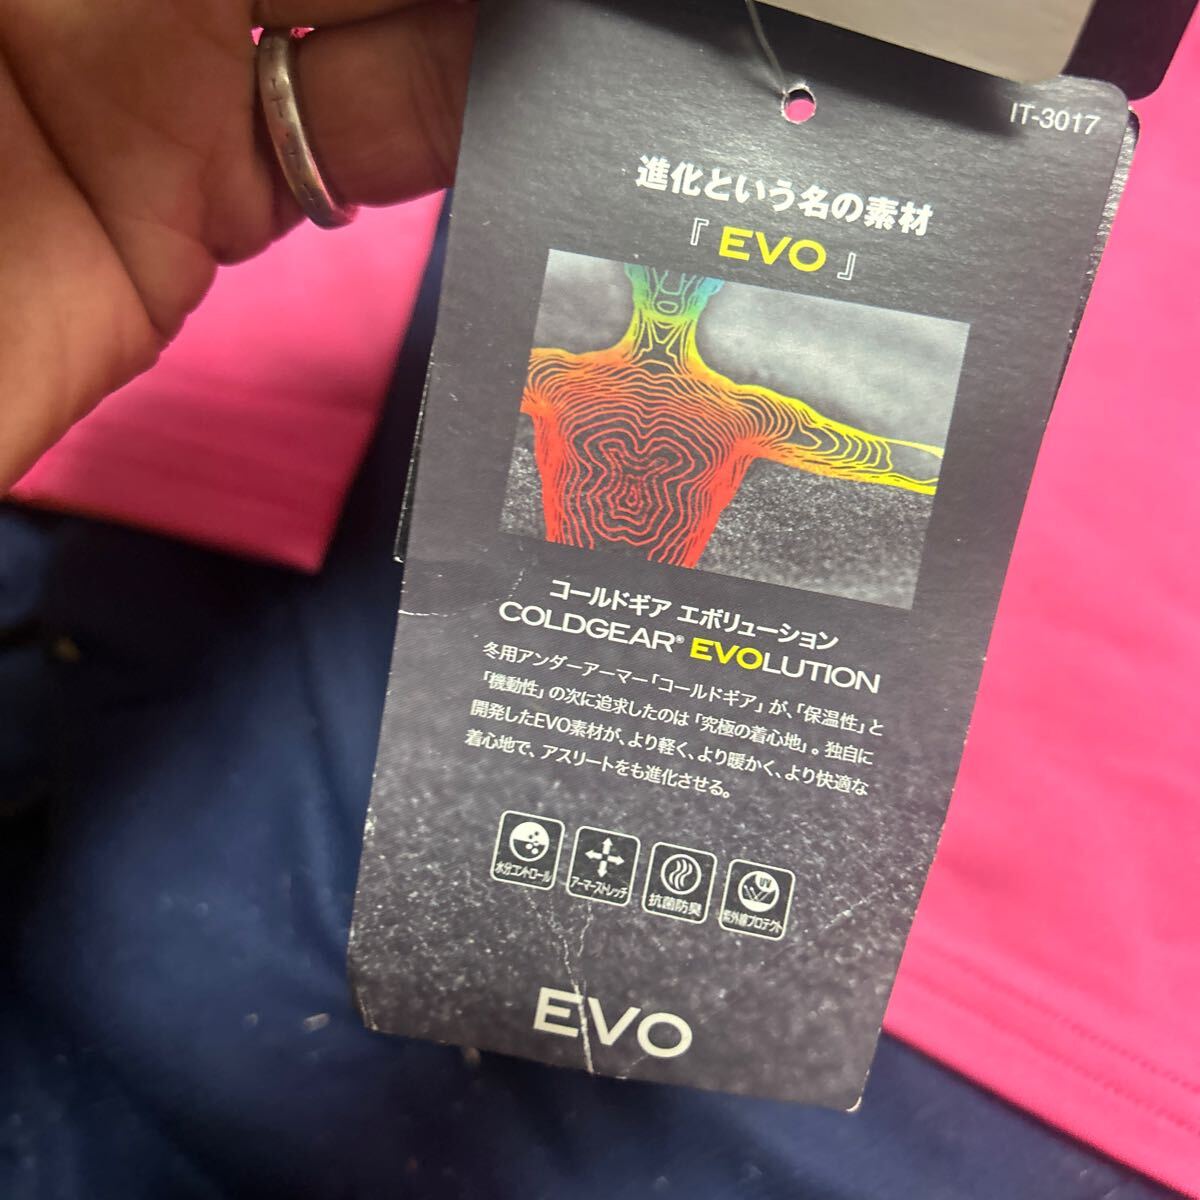 IT-3017
進化という名の素材
『EVO』
コールドギア エボリューション
COLDGEAR® EVOLUTION
冬用アンダーアーマー「コールドギア」が、「保温性」と
「機動性」の次に追求したのは「究極の着心地」。独自に
開発したEVO素材が、より軽く、より暖かく、より快適な
着心地で、アスリートをも進化させる。
水分コントロール
アーマーストレッチ
抗菌防臭
UV
紫外線プロテクト
EVO